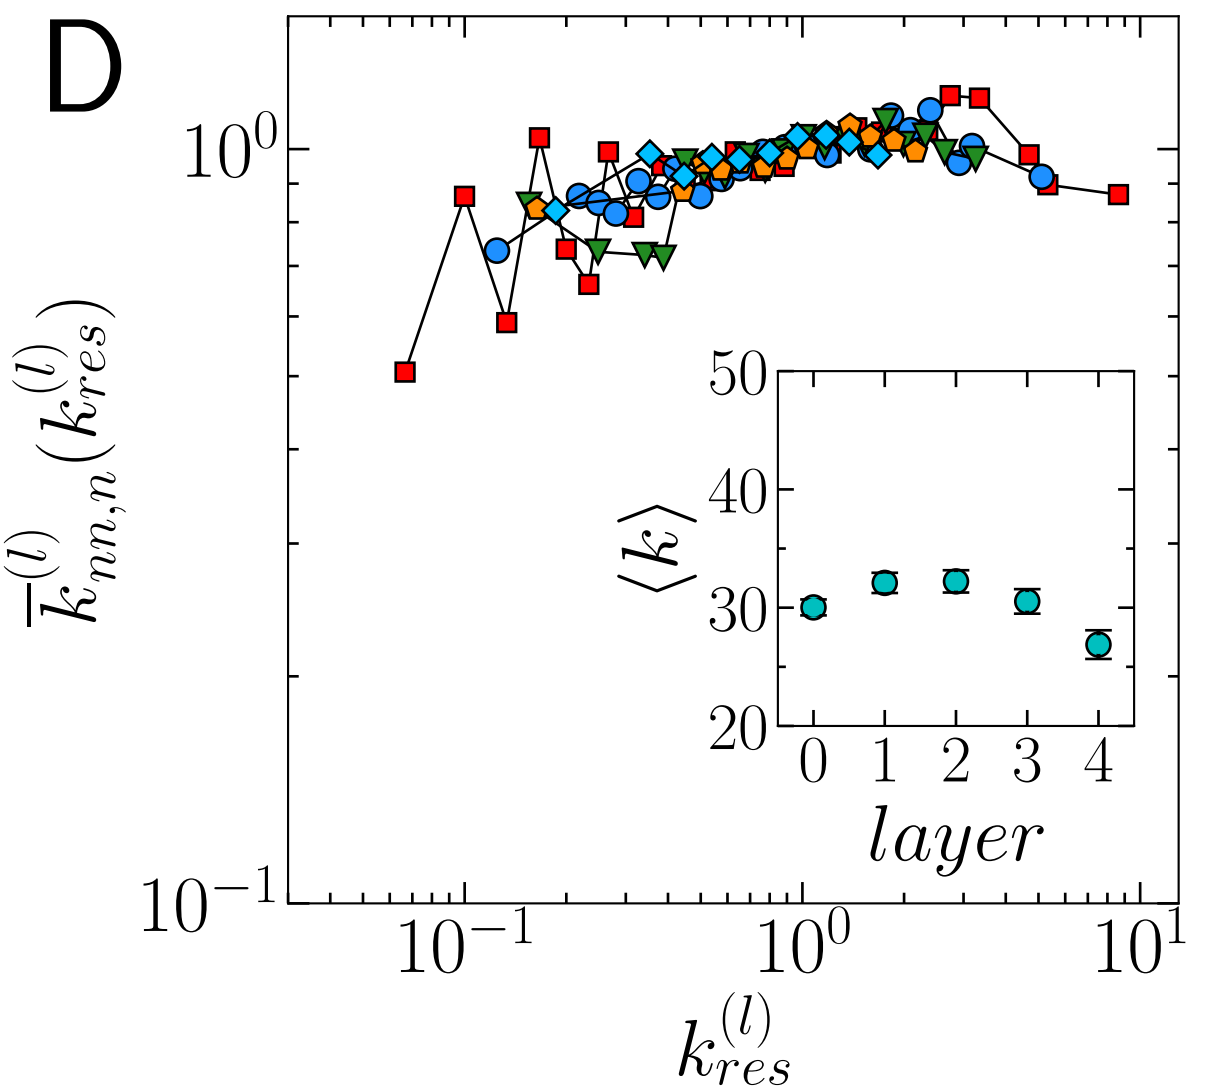 D
10^0
10^{-1}
\overline{k}_{nn,n}^{(l)}(k_{res}^{(l)})
50
40
30
20
⟨k⟩
0 1 2 3 4
layer
10^{-1} 10^0 10^1
k_{res}^{(l)}